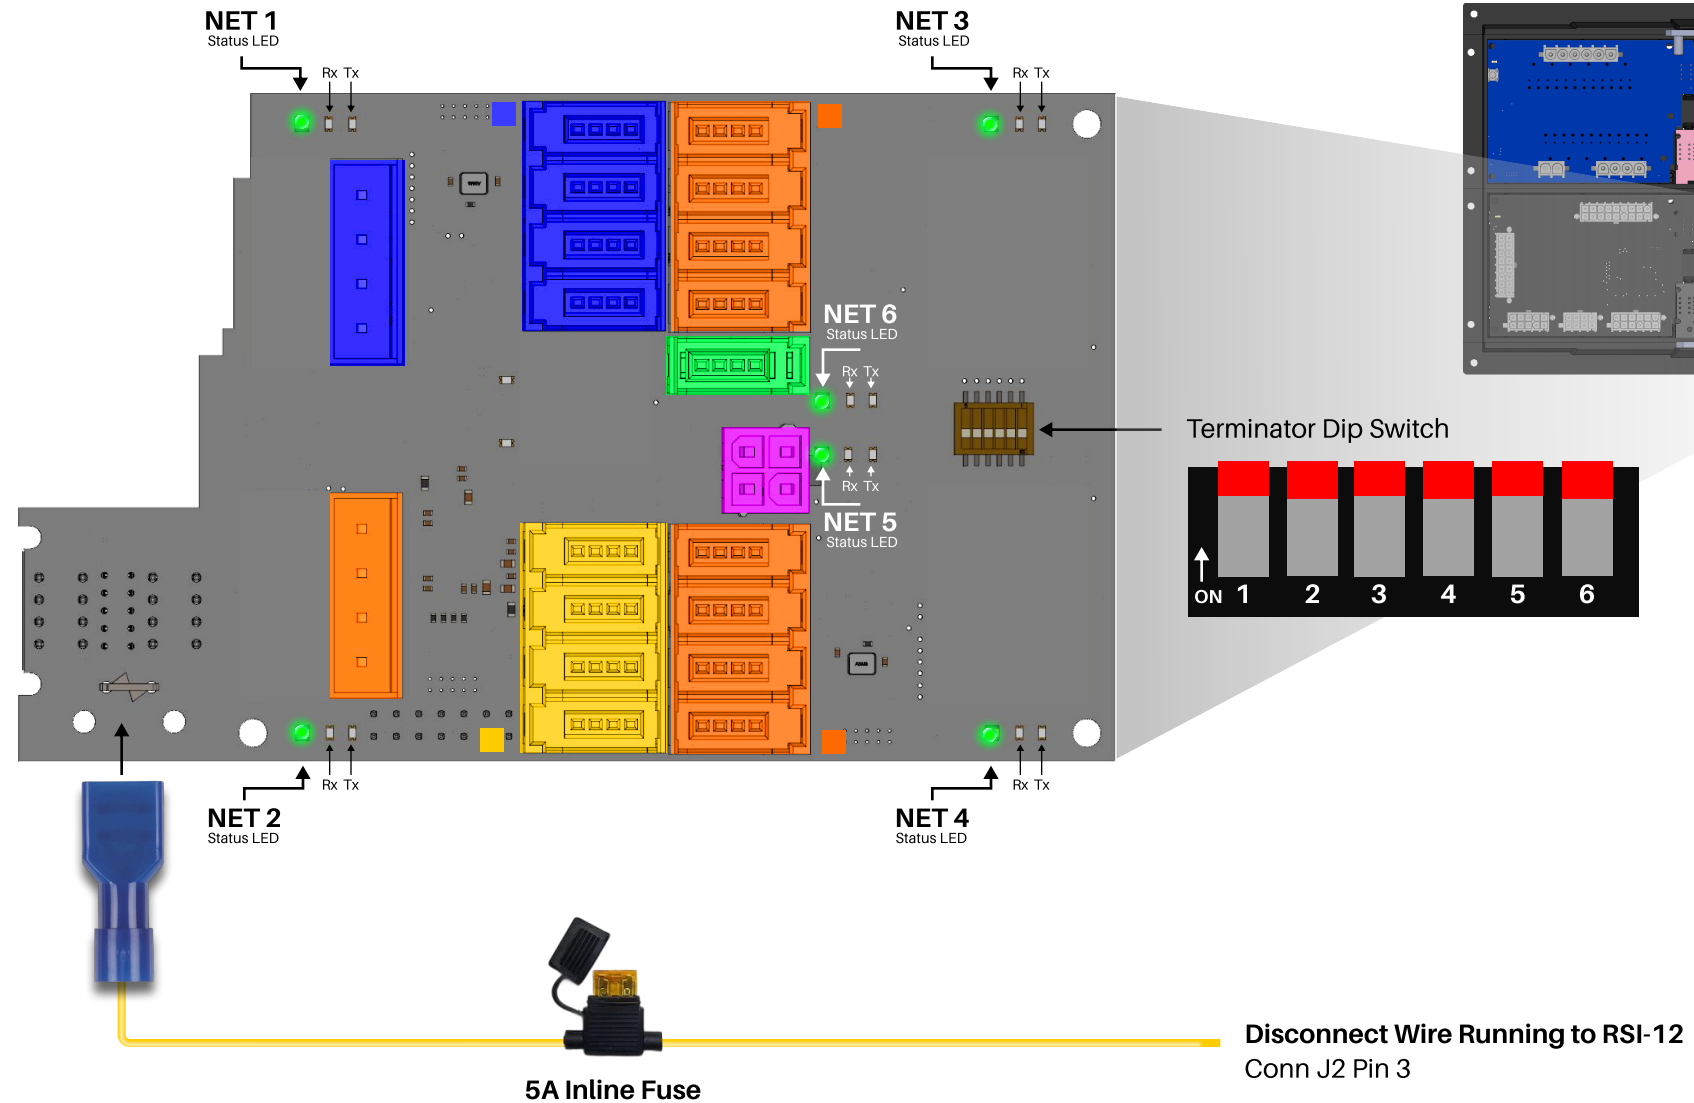 NET 1
Status LED
Rx Tx
NET 3
Status LED
Rx Tx
NET 6
Status LED
Rx Tx
Rx Tx
NET 5
Status LED
Terminator Dip Switch
ON 1 2 3 4 5 6
Rx Tx
NET 2
Status LED
Rx Tx
NET 4
Status LED
5A Inline Fuse
Disconnect Wire Running to RSI-12
Conn J2 Pin 3